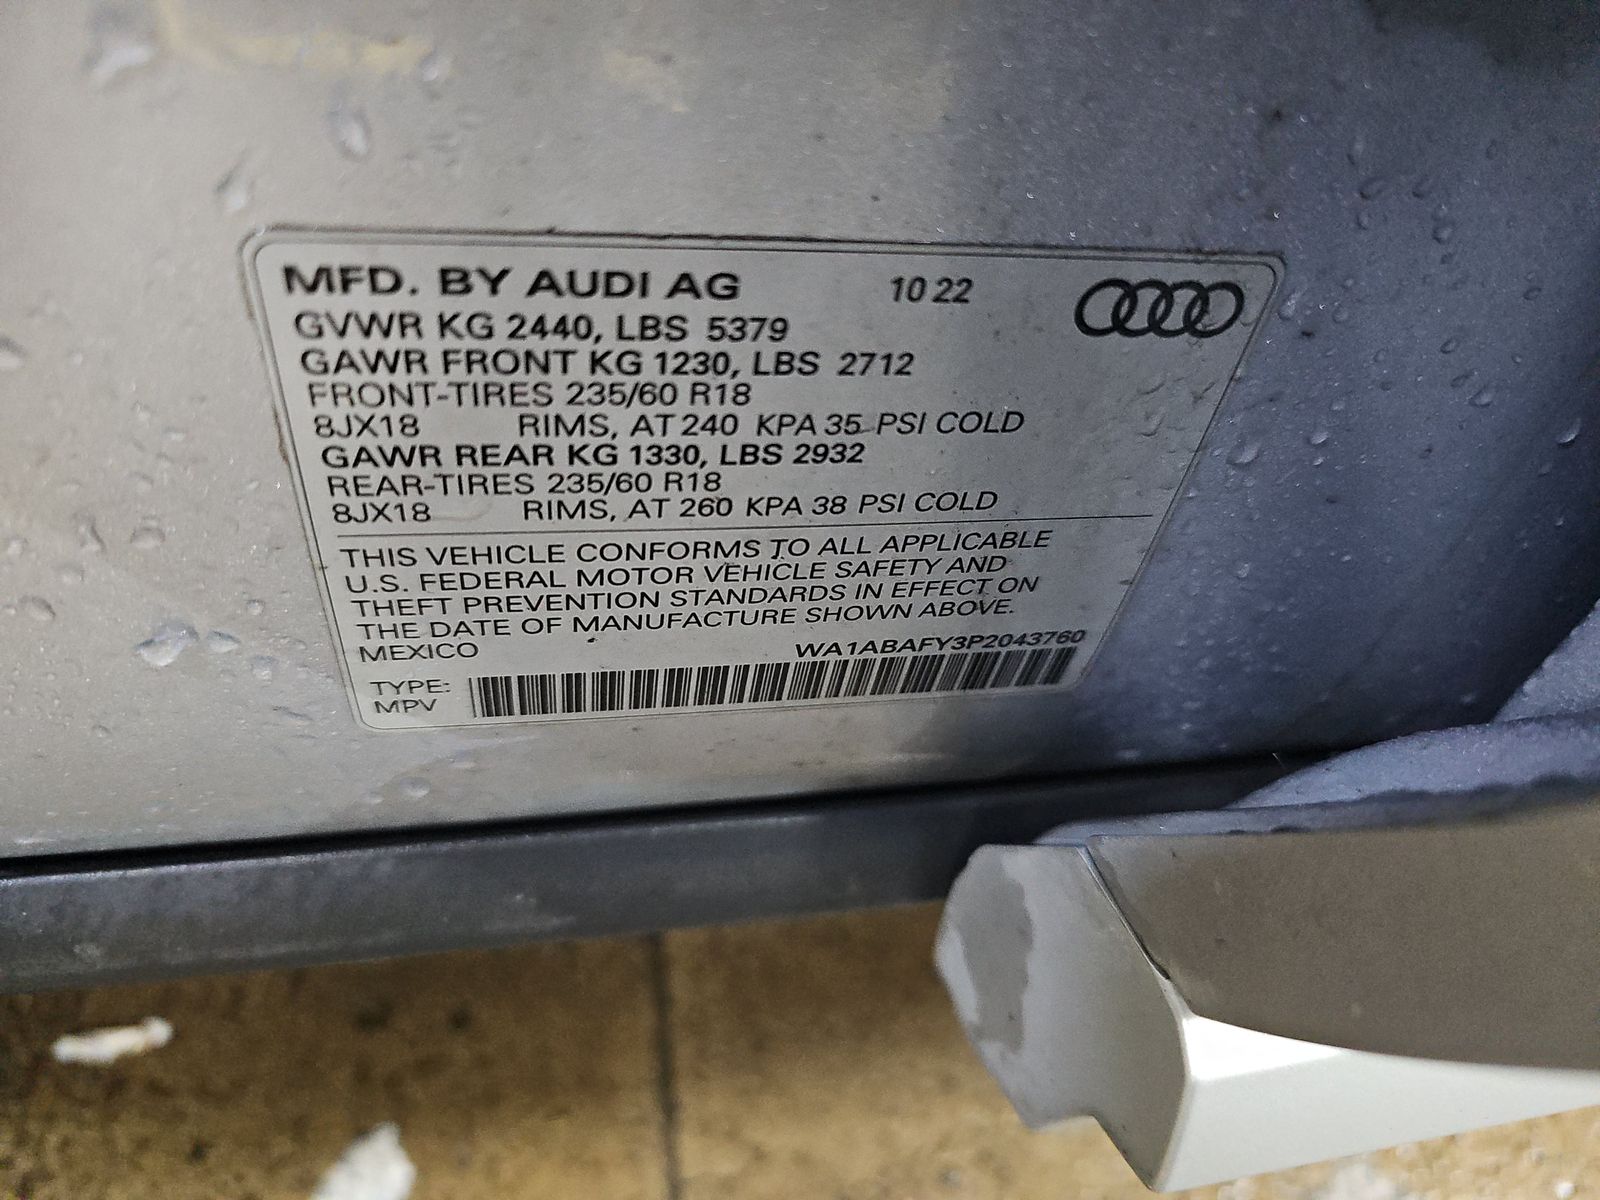 MFD. BY AUDI AG 10 22
GVWR KG 2440, LBS 5379
GAWR FRONT KG 1230, LBS 2712
FRONT-TIRES 235/60 R18
8JX18 RIMS, AT 240 KPA 35 PSI COLD
GAWR REAR KG 1330, LBS 2932
REAR-TIRES 235/60 R18
8JX18 RIMS, AT 260 KPA 38 PSI COLD
THIS VEHICLE CONFORMS TO ALL APPLICABLE
U.S. FEDERAL MOTOR VEHICLE SAFETY AND
THEFT PREVENTION STANDARDS IN EFFECT ON
THE DATE OF MANUFACTURE SHOWN ABOVE.
MEXICO WA1ABAFY3P2043760
TYPE:
MPV